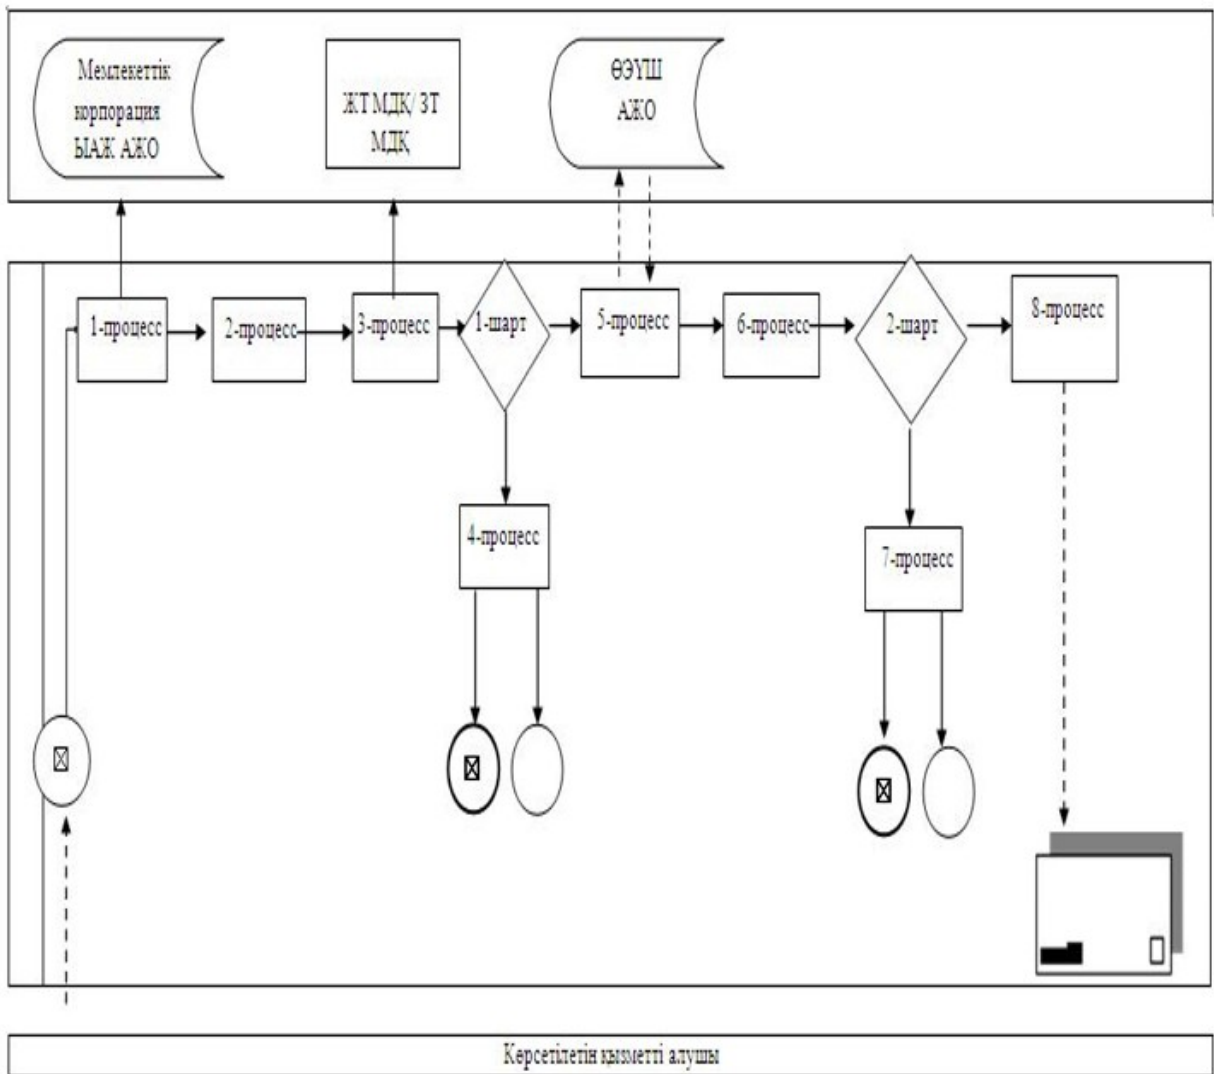 Мемлекеттік
корпорация
ЫАЖ АЖО
ЖТ МДҚ/ ЗТ
МДҚ
ӨЭҮШ
АЖО
1-процесс
2-процесс
3-процесс
1-шарт
5-процесс
6-процесс
2-шарт
8-процесс
4-процесс
7-процесс
Көрсетілетін қызметті алушы